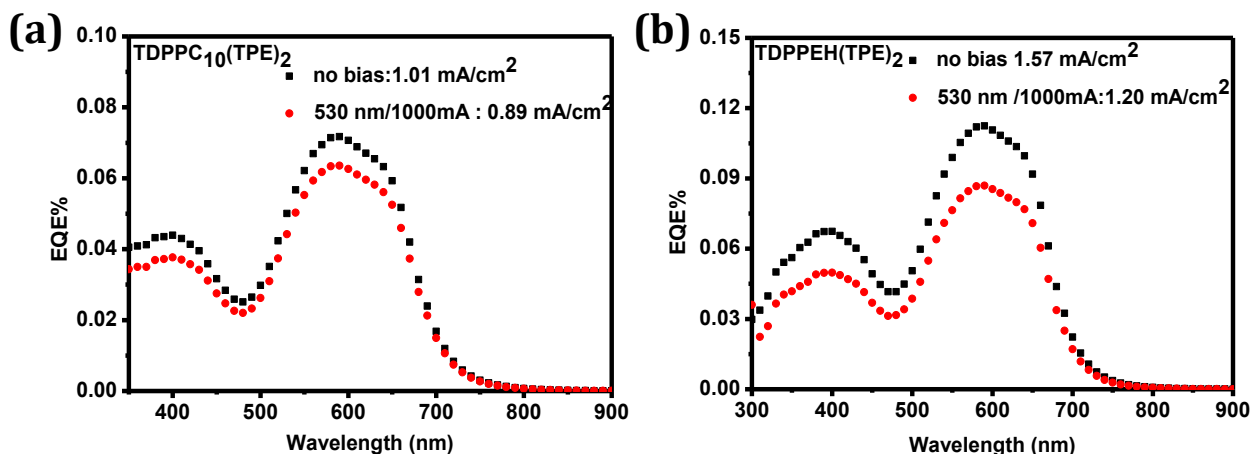 (a)
TDPPC10(TPE)2
no bias:1.01 mA/cm2
530 nm/1000mA : 0.89 mA/cm2
EQE%
0.10
0.08
0.06
0.04
0.02
0.00
400 500 600 700 800 900
Wavelength (nm)
(b)
TDPPEH(TPE)2
no bias 1.57 mA/cm2
530 nm /1000mA:1.20 mA/cm2
EQE%
0.15
0.12
0.09
0.06
0.03
0.00
300 400 500 600 700 800 900
Wavelength (nm)